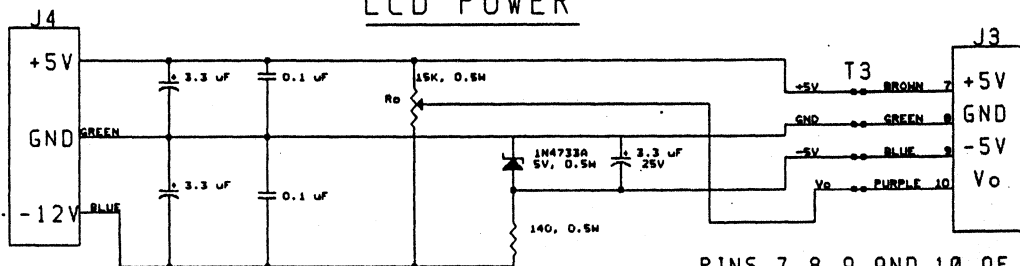 LCD POWER
J4
J3
+5V
3.3 uF
0.1 uF
15K, 0.5W
Ro
T3
+5V
BROWN
7
+5V
GND
GREEN
GND
GREEN
8
GND
1N4733A
5V, 0.5W
3.3 uF
25V
-5V
BLUE
9
-5V
3.3 uF
0.1 uF
Vo
PURPLE
10
Vo
-12V
BLUE
140, 0.5W
PINS 7,8,9 AND 10 OF